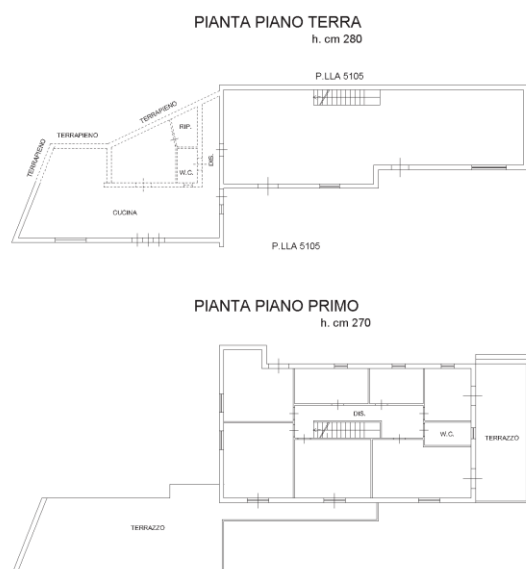 PIANTA PIANO TERRA
h. cm 280
P.LLA 5105
TERRAPIENO
TERRAPIENO
TERRAPIENO
RIP.
DIS.
W.C.
CUCINA
P.LLA 5105
PIANTA PIANO PRIMO
h. cm 270
DIS.
W.C.
TERRAZZO
TERRAZZO